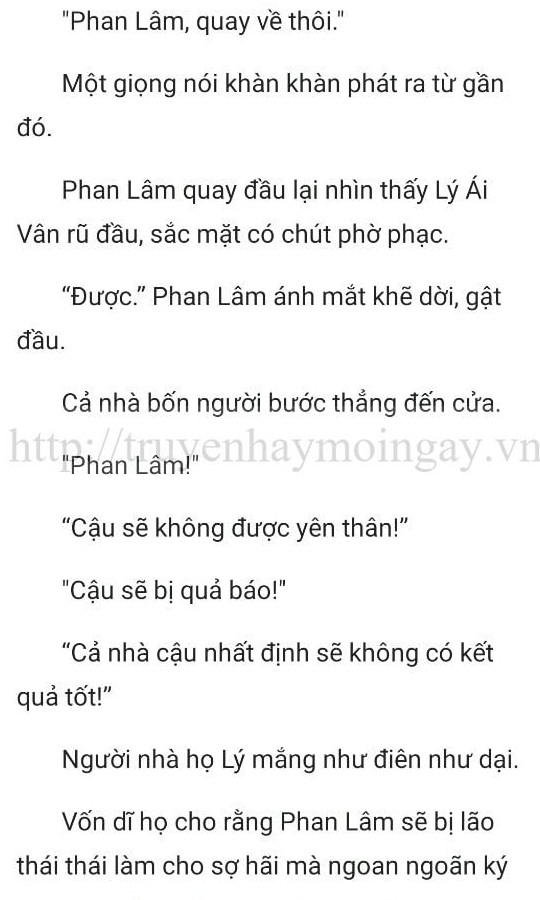 "Phan Lâm, quay về thôi."
Một giọng nói khàn khàn phát ra từ gần
đó.
Phan Lâm quay đầu lại nhìn thấy Lý Ái
Vân rũ đầu, sắc mặt có chút phờ phạc.
“Được.” Phan Lâm ánh mắt khẽ dời, gật
đầu.
Cả nhà bốn người bước thẳng đến cửa.
http://truyenhaymoingay.vn
"Phan Lâm!"
“Cậu sẽ không được yên thân!”
"Cậu sẽ bị quả báo!"
“Cả nhà cậu nhất định sẽ không có kết
quả tốt!”
Người nhà họ Lý mắng như điên như dại.
Vốn dĩ họ cho rằng Phan Lâm sẽ bị lão
thái thái làm cho sợ hãi mà ngoan ngoãn ký